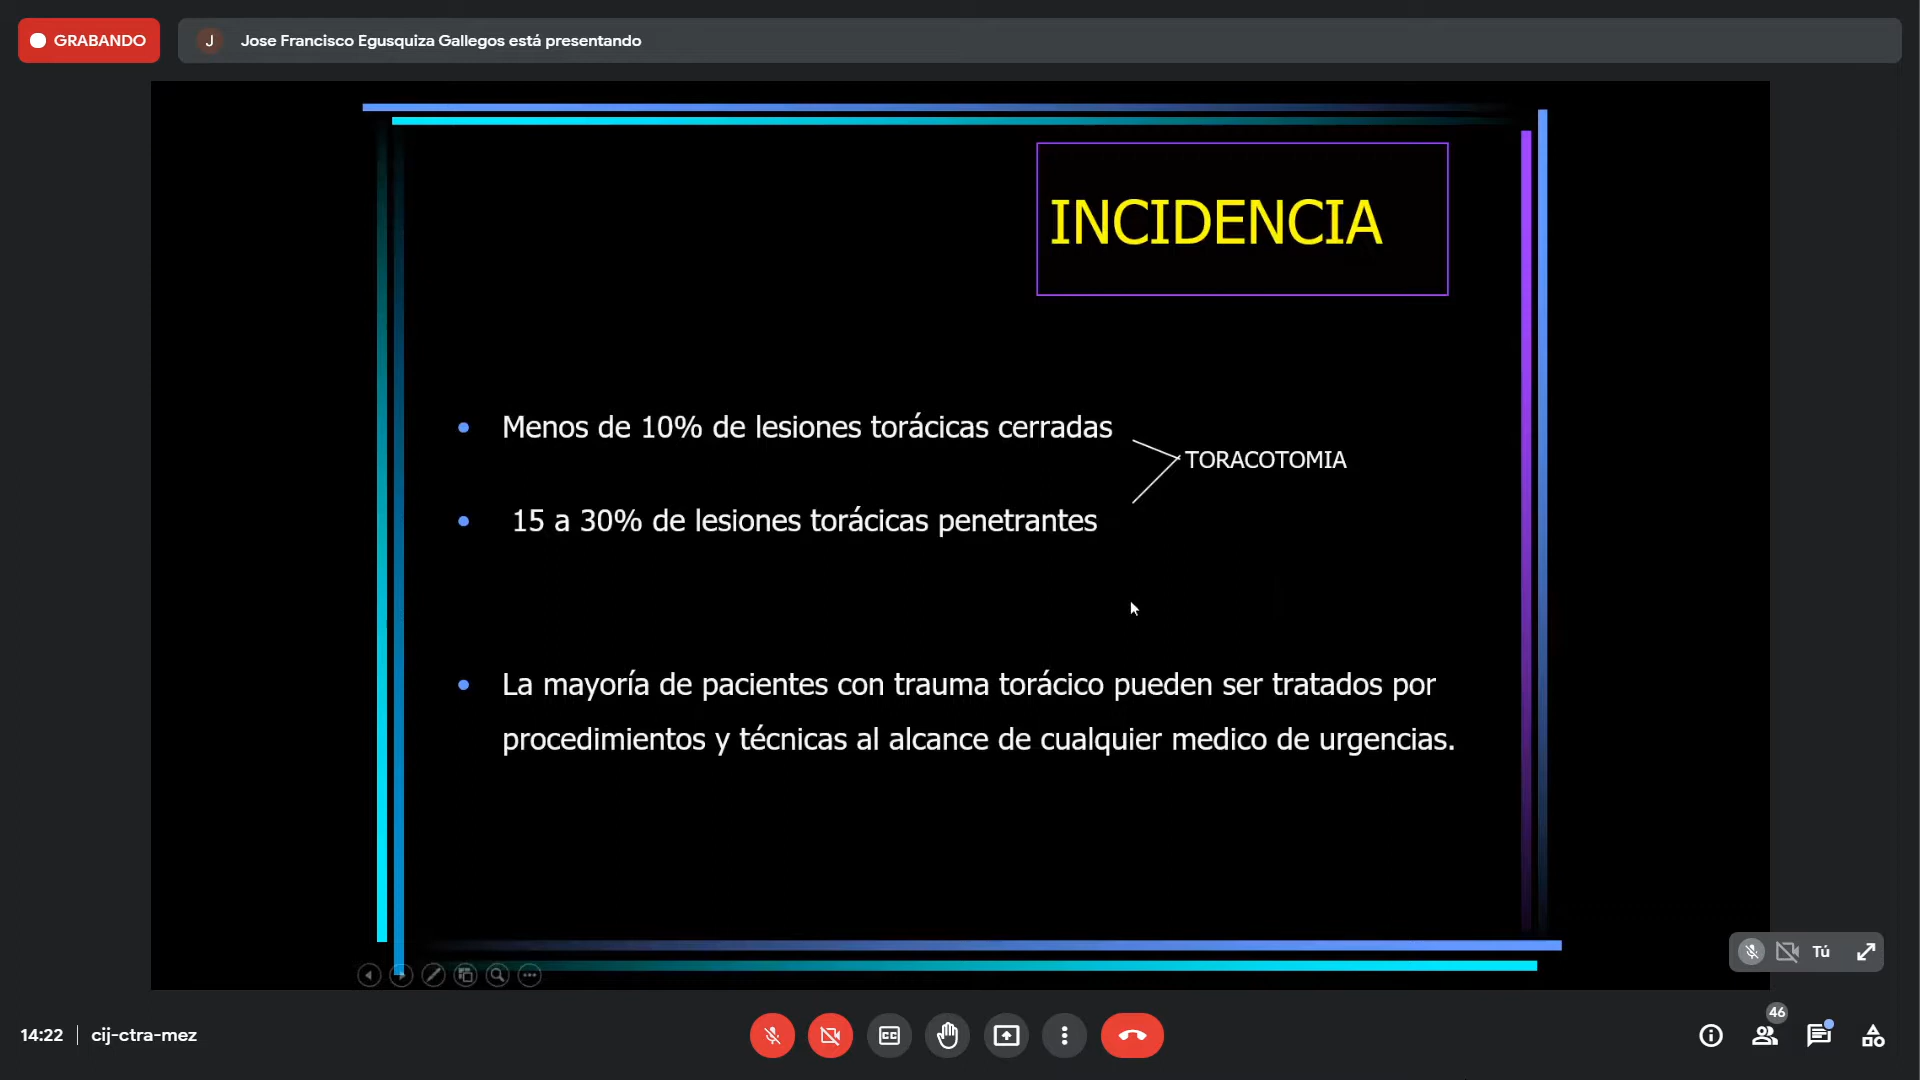 GRABANDO
J
Jose Francisco Egusquiza Gallegos está presentando
INCIDENCIA
Menos de 10% de lesiones torácicas cerradas
TORACOTOMIA
15 a 30% de lesiones torácicas penetrantes
La mayoría de pacientes con trauma torácico pueden ser tratados por
procedimientos y técnicas al alcance de cualquier medico de urgencias.
Tú
14:22
cij-ctra-mez
46